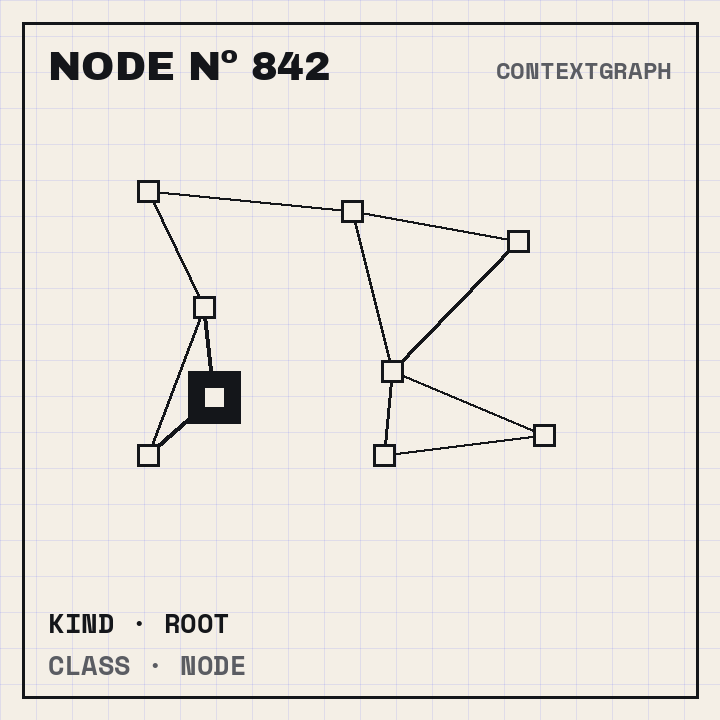 NODE Nº 842
CONTEXTGRAPH
KIND · ROOT
CLASS · NODE